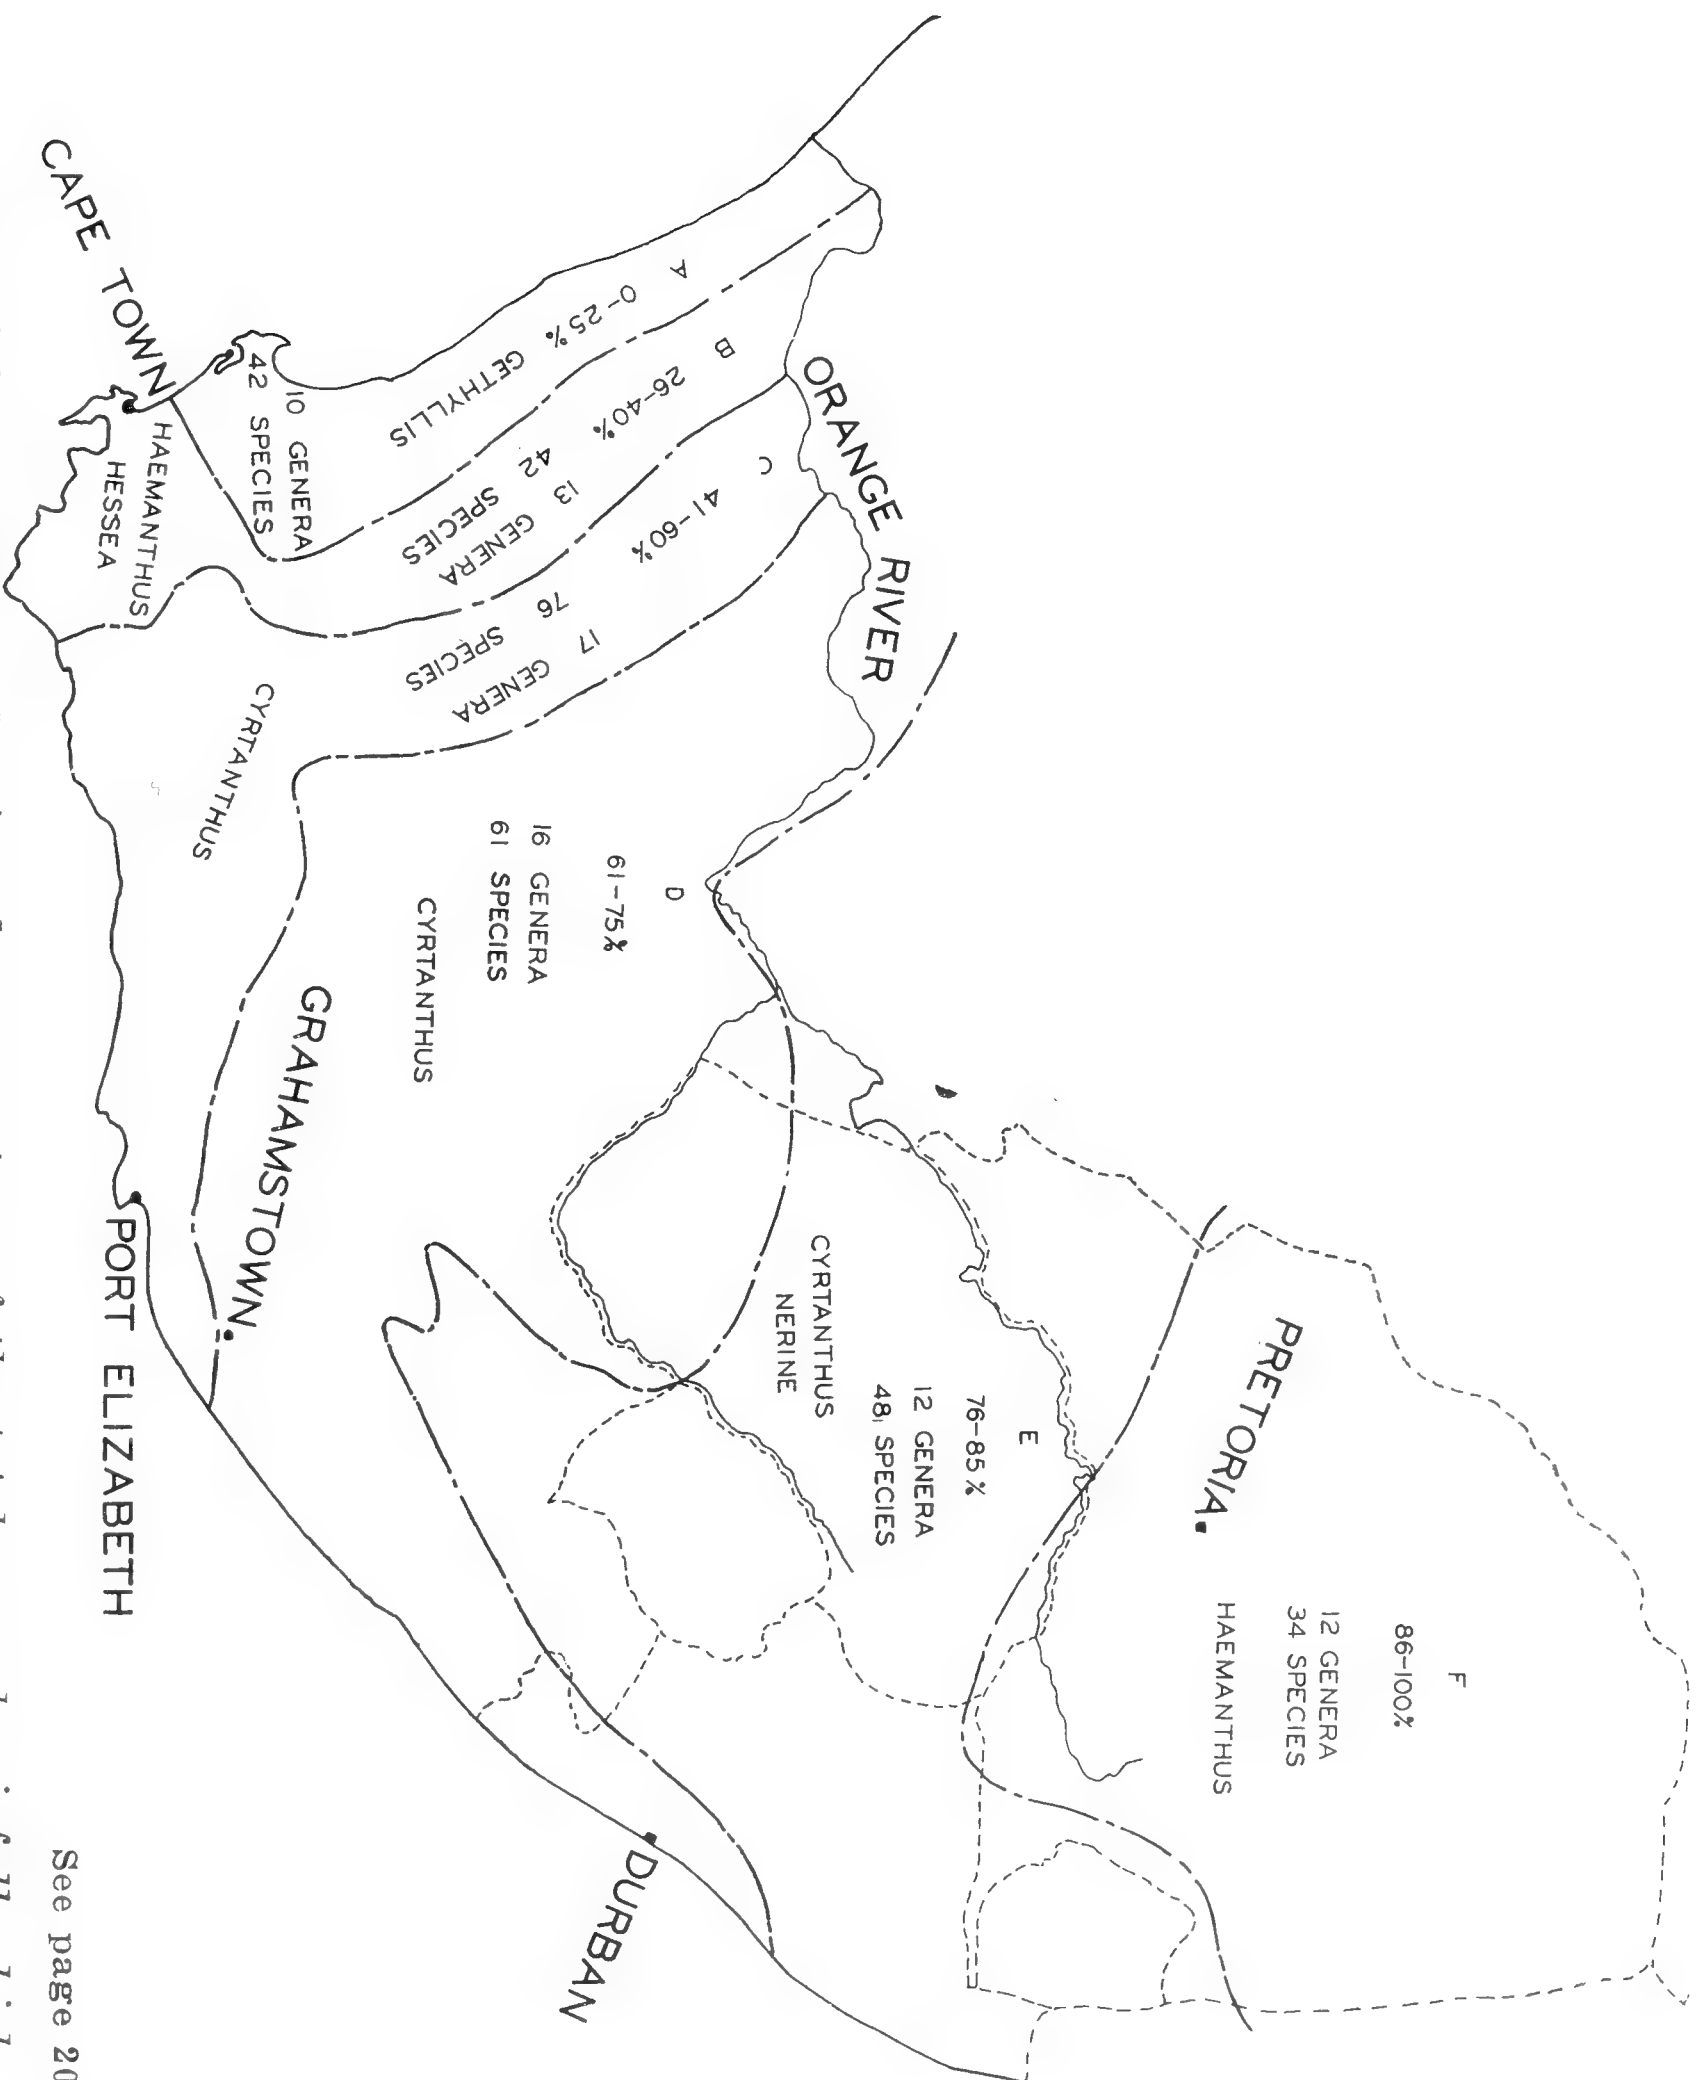 ORANGE RIVER
A
0-25% GETHYLLIS
10 GENERA
42 SPECIES
B
26-40%
13 GENERA
42 SPECIES
HAEMANTHUS
HESSEA
C
41-60%
17 GENERA
76 SPECIES
CYRTANTHUS
D
61-75%
16 GENERA
61 SPECIES
CYRTANTHUS
E
76-85%
12 GENERA
48 SPECIES
CYRTANTHUS
NERINE
F
86-100%
12 GENERA
34 SPECIES
HAEMANTHUS
PRETORIA.
CAPE TOWN
GRAHAMSTOWN.
PORT ELIZABETH
DURBAN
See page 20